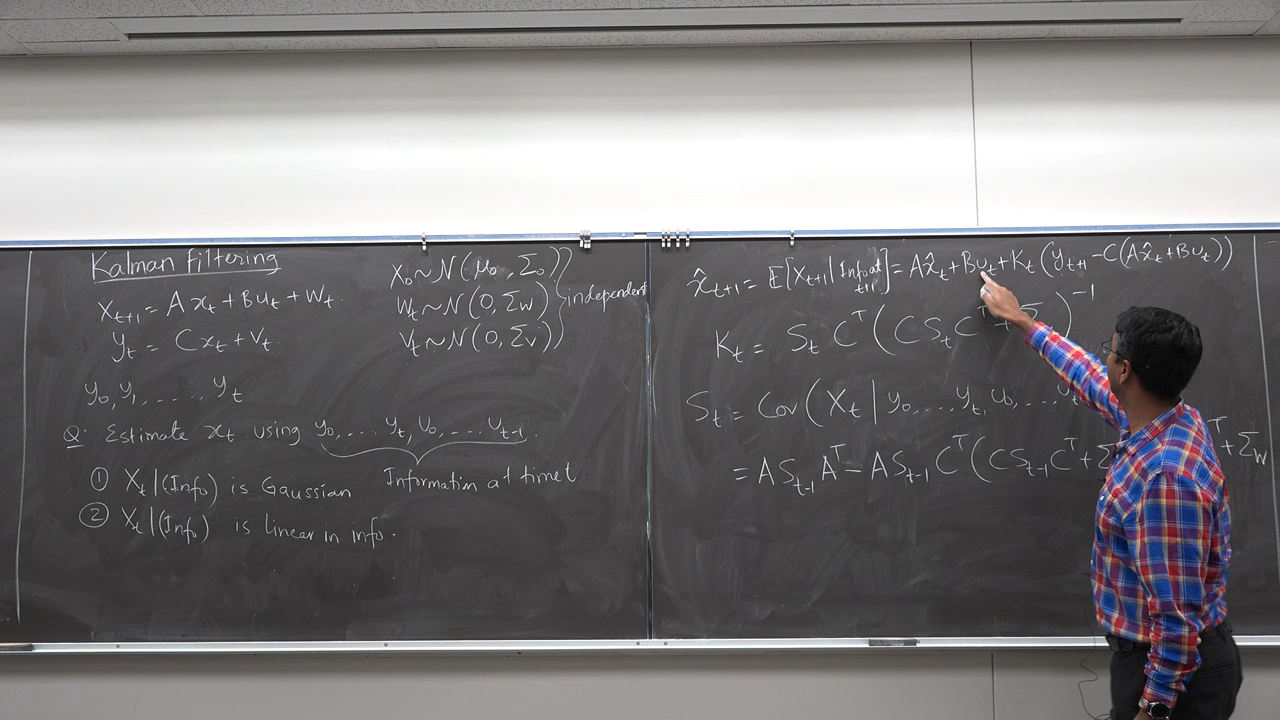 Kalman Filtering
X_{t+1} = A x_t + B u_t + W_t.
y_t = C x_t + V_t.
X_0 ~ N(μ_0, Σ_0)
W_t ~ N(0, Σ_W)
V_t ~ N(0, Σ_V)
} independent
y_0, y_1, ....., y_t
Q. Estimate x_t using y_0, ... y_t, u_0, ... u_{t-1}.
Information at time t
① X_t | (Info) is Gaussian
② X_t | (Info) is linear in info.
x̂_{t+1} = E[X_{t+1} | Info at t+1] = A x̂_t + B u_t + K_t (y_{t+1} - C(A x̂_t + B u_t))
K_t = S_t C^T (C S_t C^T + Σ )^{-1}
S_t = Cov(X_t | y_0, ... y_t, u_0, ...,
= A S_{t-1} A^T - A S_{t-1} C^T (C S_{t-1} C^T + Σ ^T + Σ_W